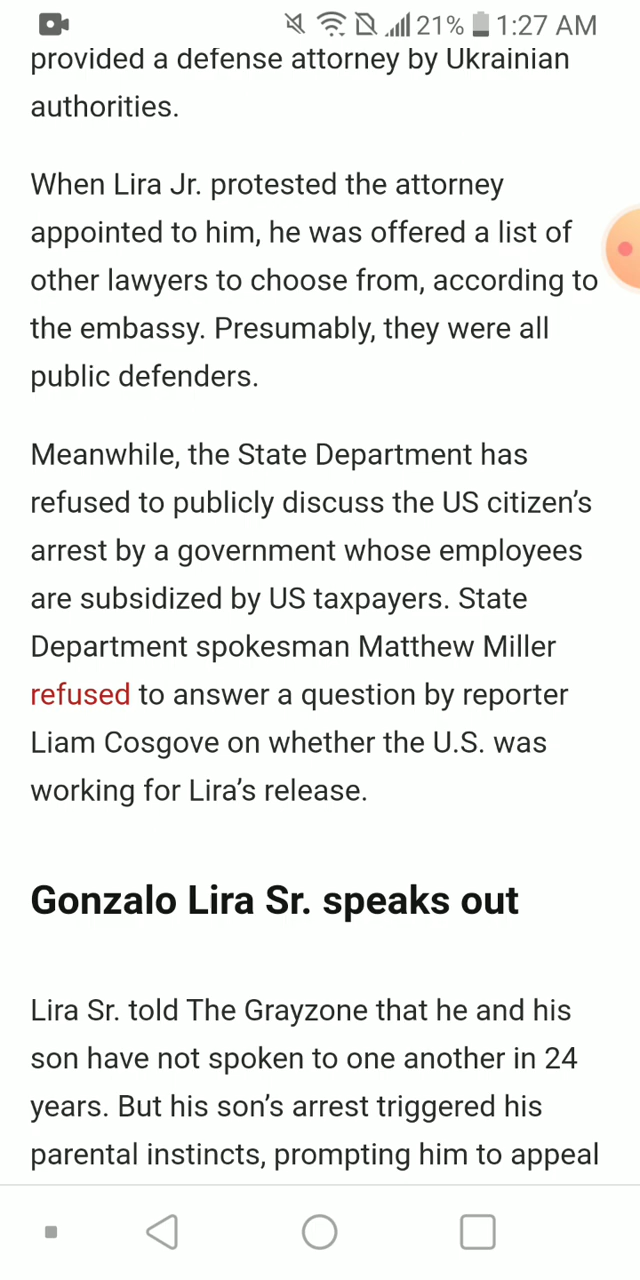 21% 1:27 AM
provided a defense attorney by Ukrainian
authorities.
When Lira Jr. protested the attorney
appointed to him, he was offered a list of
other lawyers to choose from, according to
the embassy. Presumably, they were all
public defenders.
Meanwhile, the State Department has
refused to publicly discuss the US citizen’s
arrest by a government whose employees
are subsidized by US taxpayers. State
Department spokesman Matthew Miller
refused to answer a question by reporter
Liam Cosgove on whether the U.S. was
working for Lira’s release.
Gonzalo Lira Sr. speaks out
Lira Sr. told The Grayzone that he and his
son have not spoken to one another in 24
years. But his son’s arrest triggered his
parental instincts, prompting him to appeal